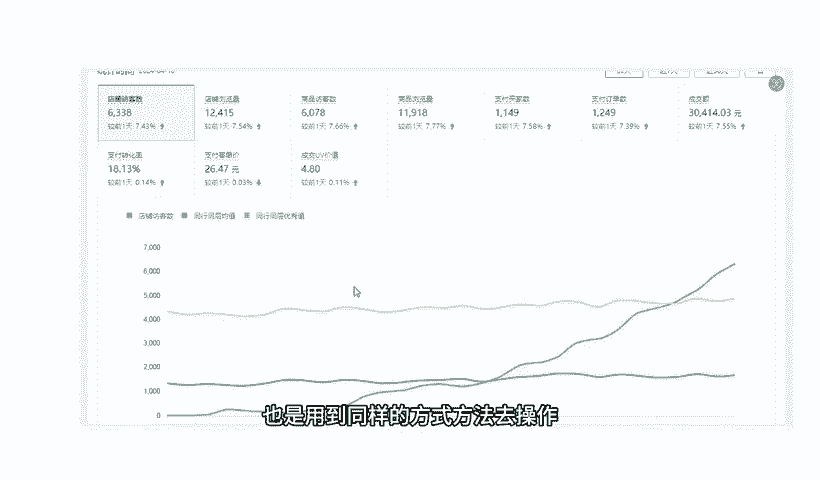 店铺访客数 店铺浏览量 商品访客数 商品浏览量 支付买家数 支付订单数 成交额
6,338 12,415 6,078 11,918 1,149 1,249 30,414.03 元
较前1天 7.43% 较前1天 7.54% 较前1天 7.66% 较前1天 7.77% 较前1天 7.58% 较前1天 7.39% 较前1天 7.55%
支付转化率 支付客单价 成交UV价值
18.13% 26.47 元 4.80
较前1天 0.14% 较前1天 0.03% 较前1天 0.11%
店铺访客数 同行同层均值 同行同层优秀值
7,000
6,000
5,000
4,000
3,000
2,000
1,000
0
也是用到同样的方式方法去操作